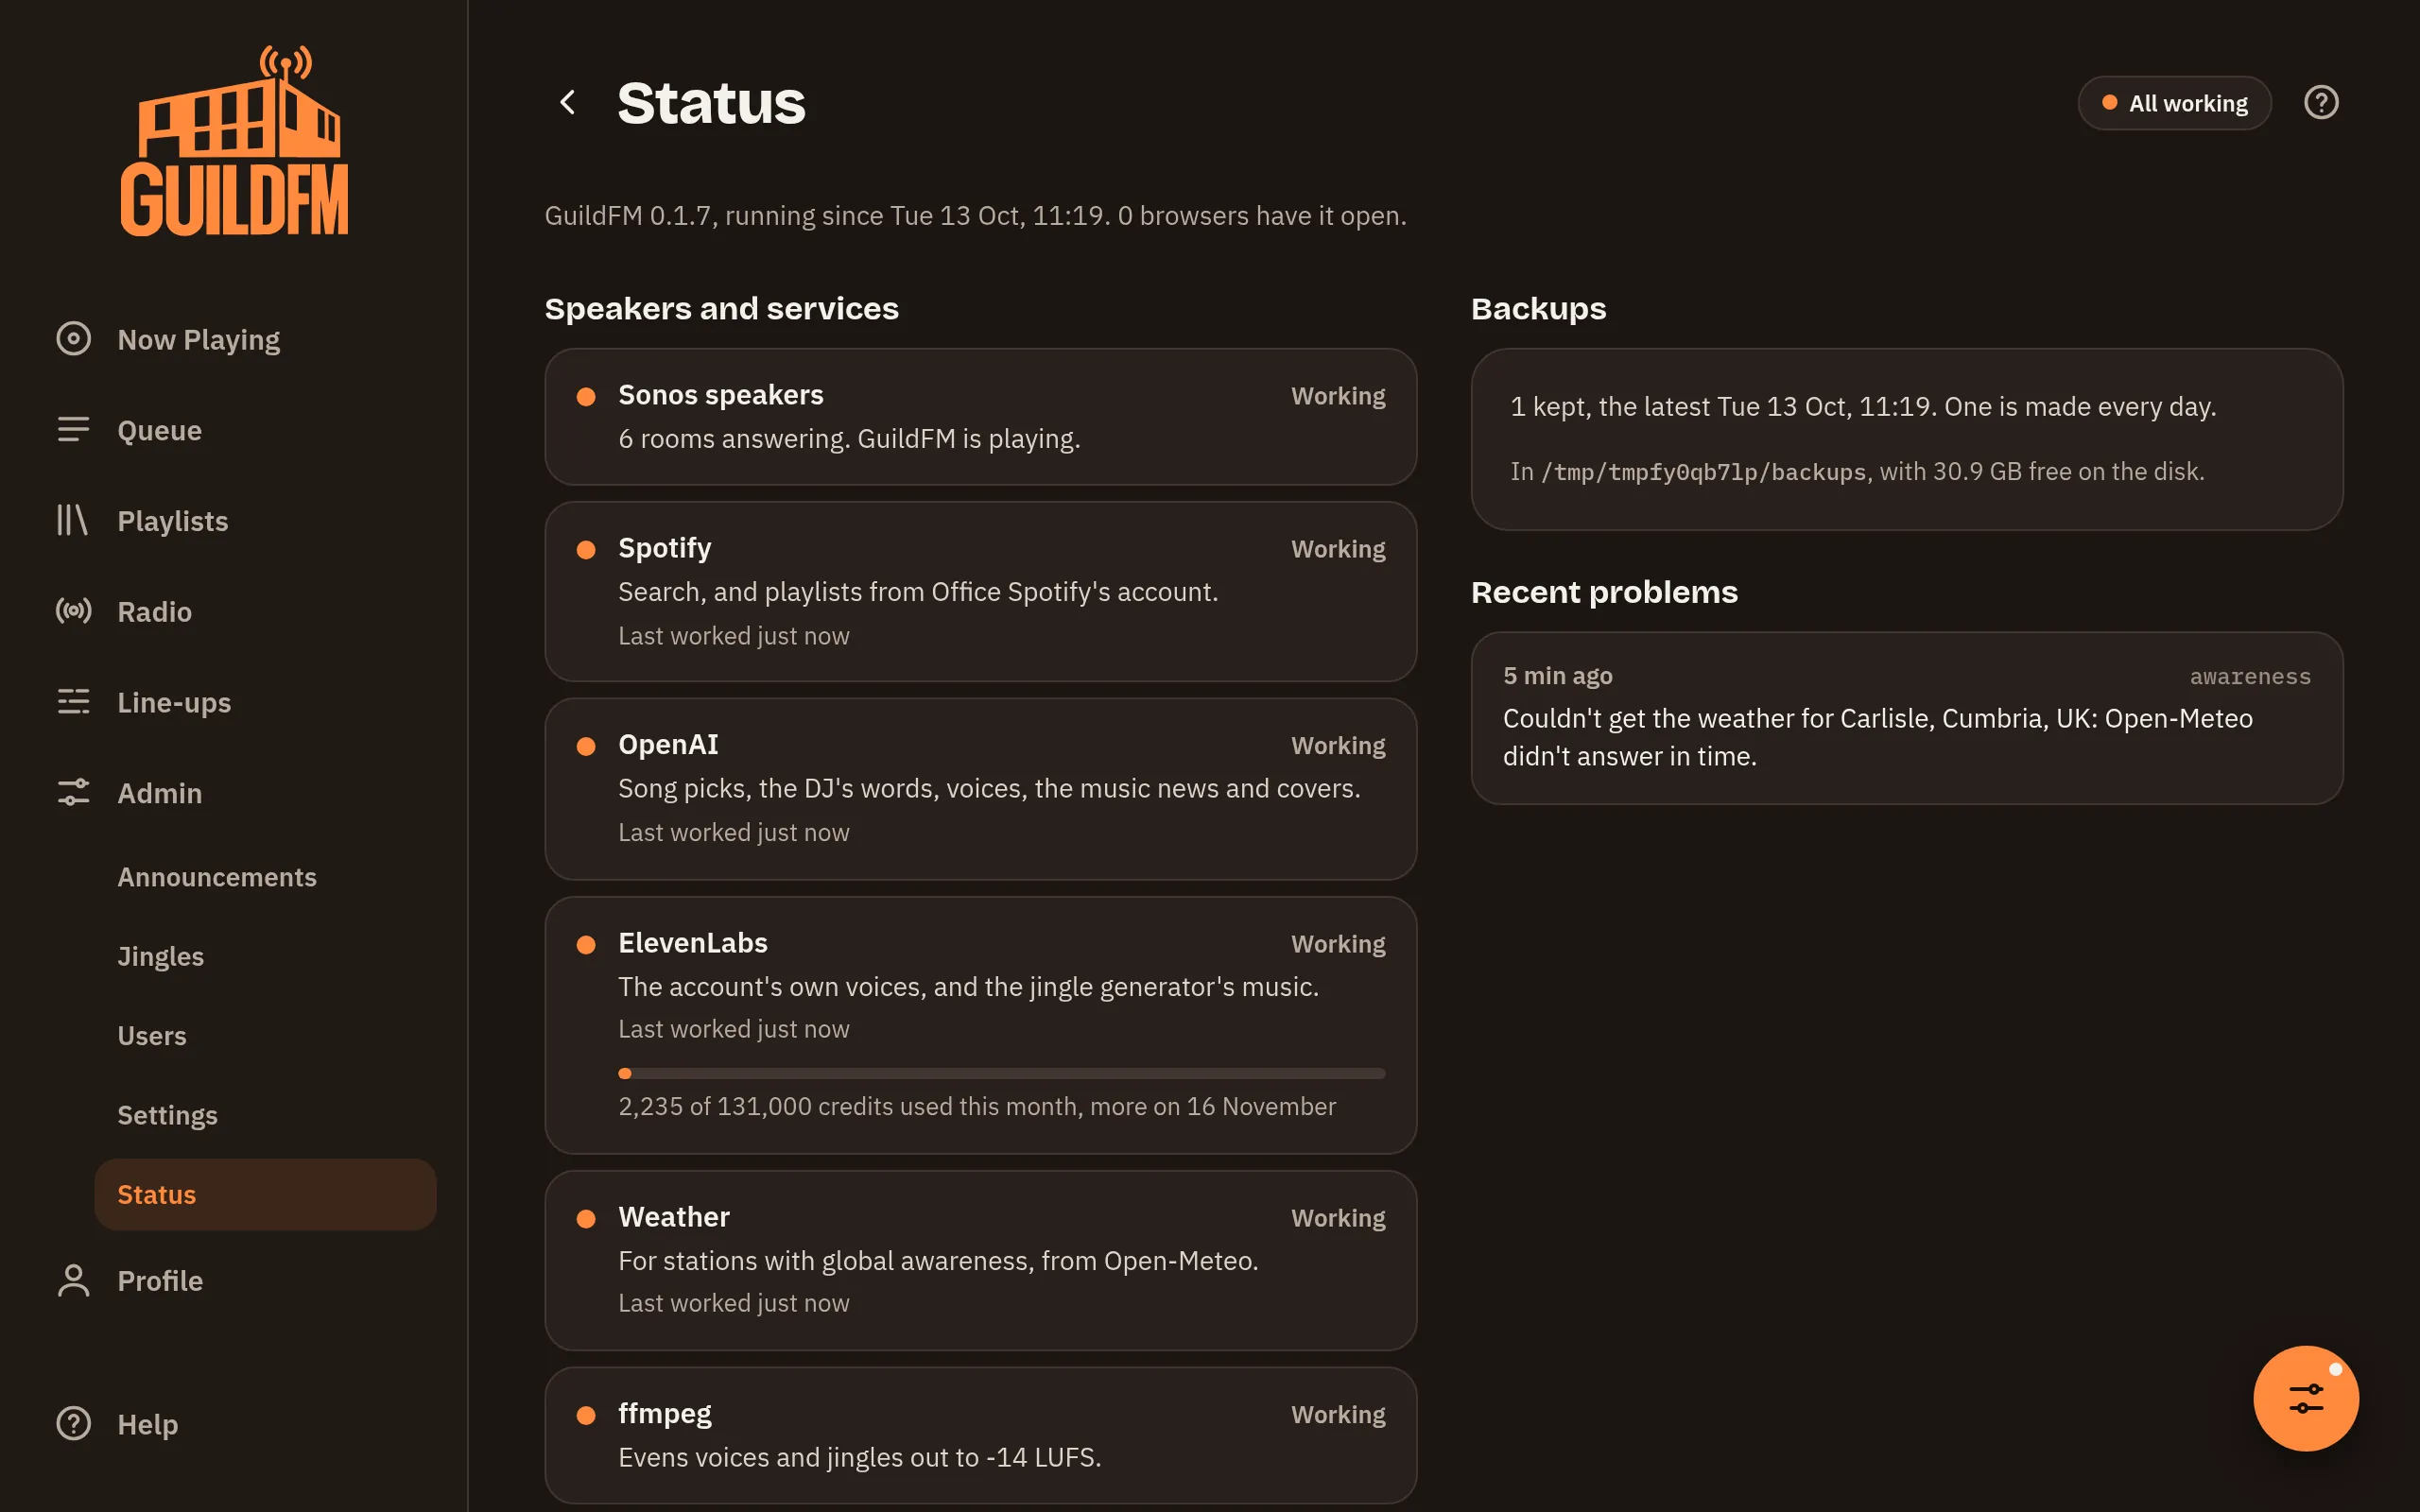 GUILDFM
Now Playing
Queue
Playlists
Radio
Line-ups
Admin
Announcements
Jingles
Users
Settings
Status
Profile
Help
Status
All working
GuildFM 0.1.7, running since Tue 13 Oct, 11:19. 0 browsers have it open.
Speakers and services
Sonos speakers
Working
6 rooms answering. GuildFM is playing.
Spotify
Working
Search, and playlists from Office Spotify's account.
Last worked just now
OpenAI
Working
Song picks, the DJ's words, voices, the music news and covers.
Last worked just now
ElevenLabs
Working
The account's own voices, and the jingle generator's music.
Last worked just now
2,235 of 131,000 credits used this month, more on 16 November
Weather
Working
For stations with global awareness, from Open-Meteo.
Last worked just now
ffmpeg
Working
Evens voices and jingles out to -14 LUFS.
Backups
1 kept, the latest Tue 13 Oct, 11:19. One is made every day.
In /tmp/tmpfy0qb7lp/backups, with 30.9 GB free on the disk.
Recent problems
5 min ago
awareness
Couldn't get the weather for Carlisle, Cumbria, UK: Open-Meteo
didn't answer in time.